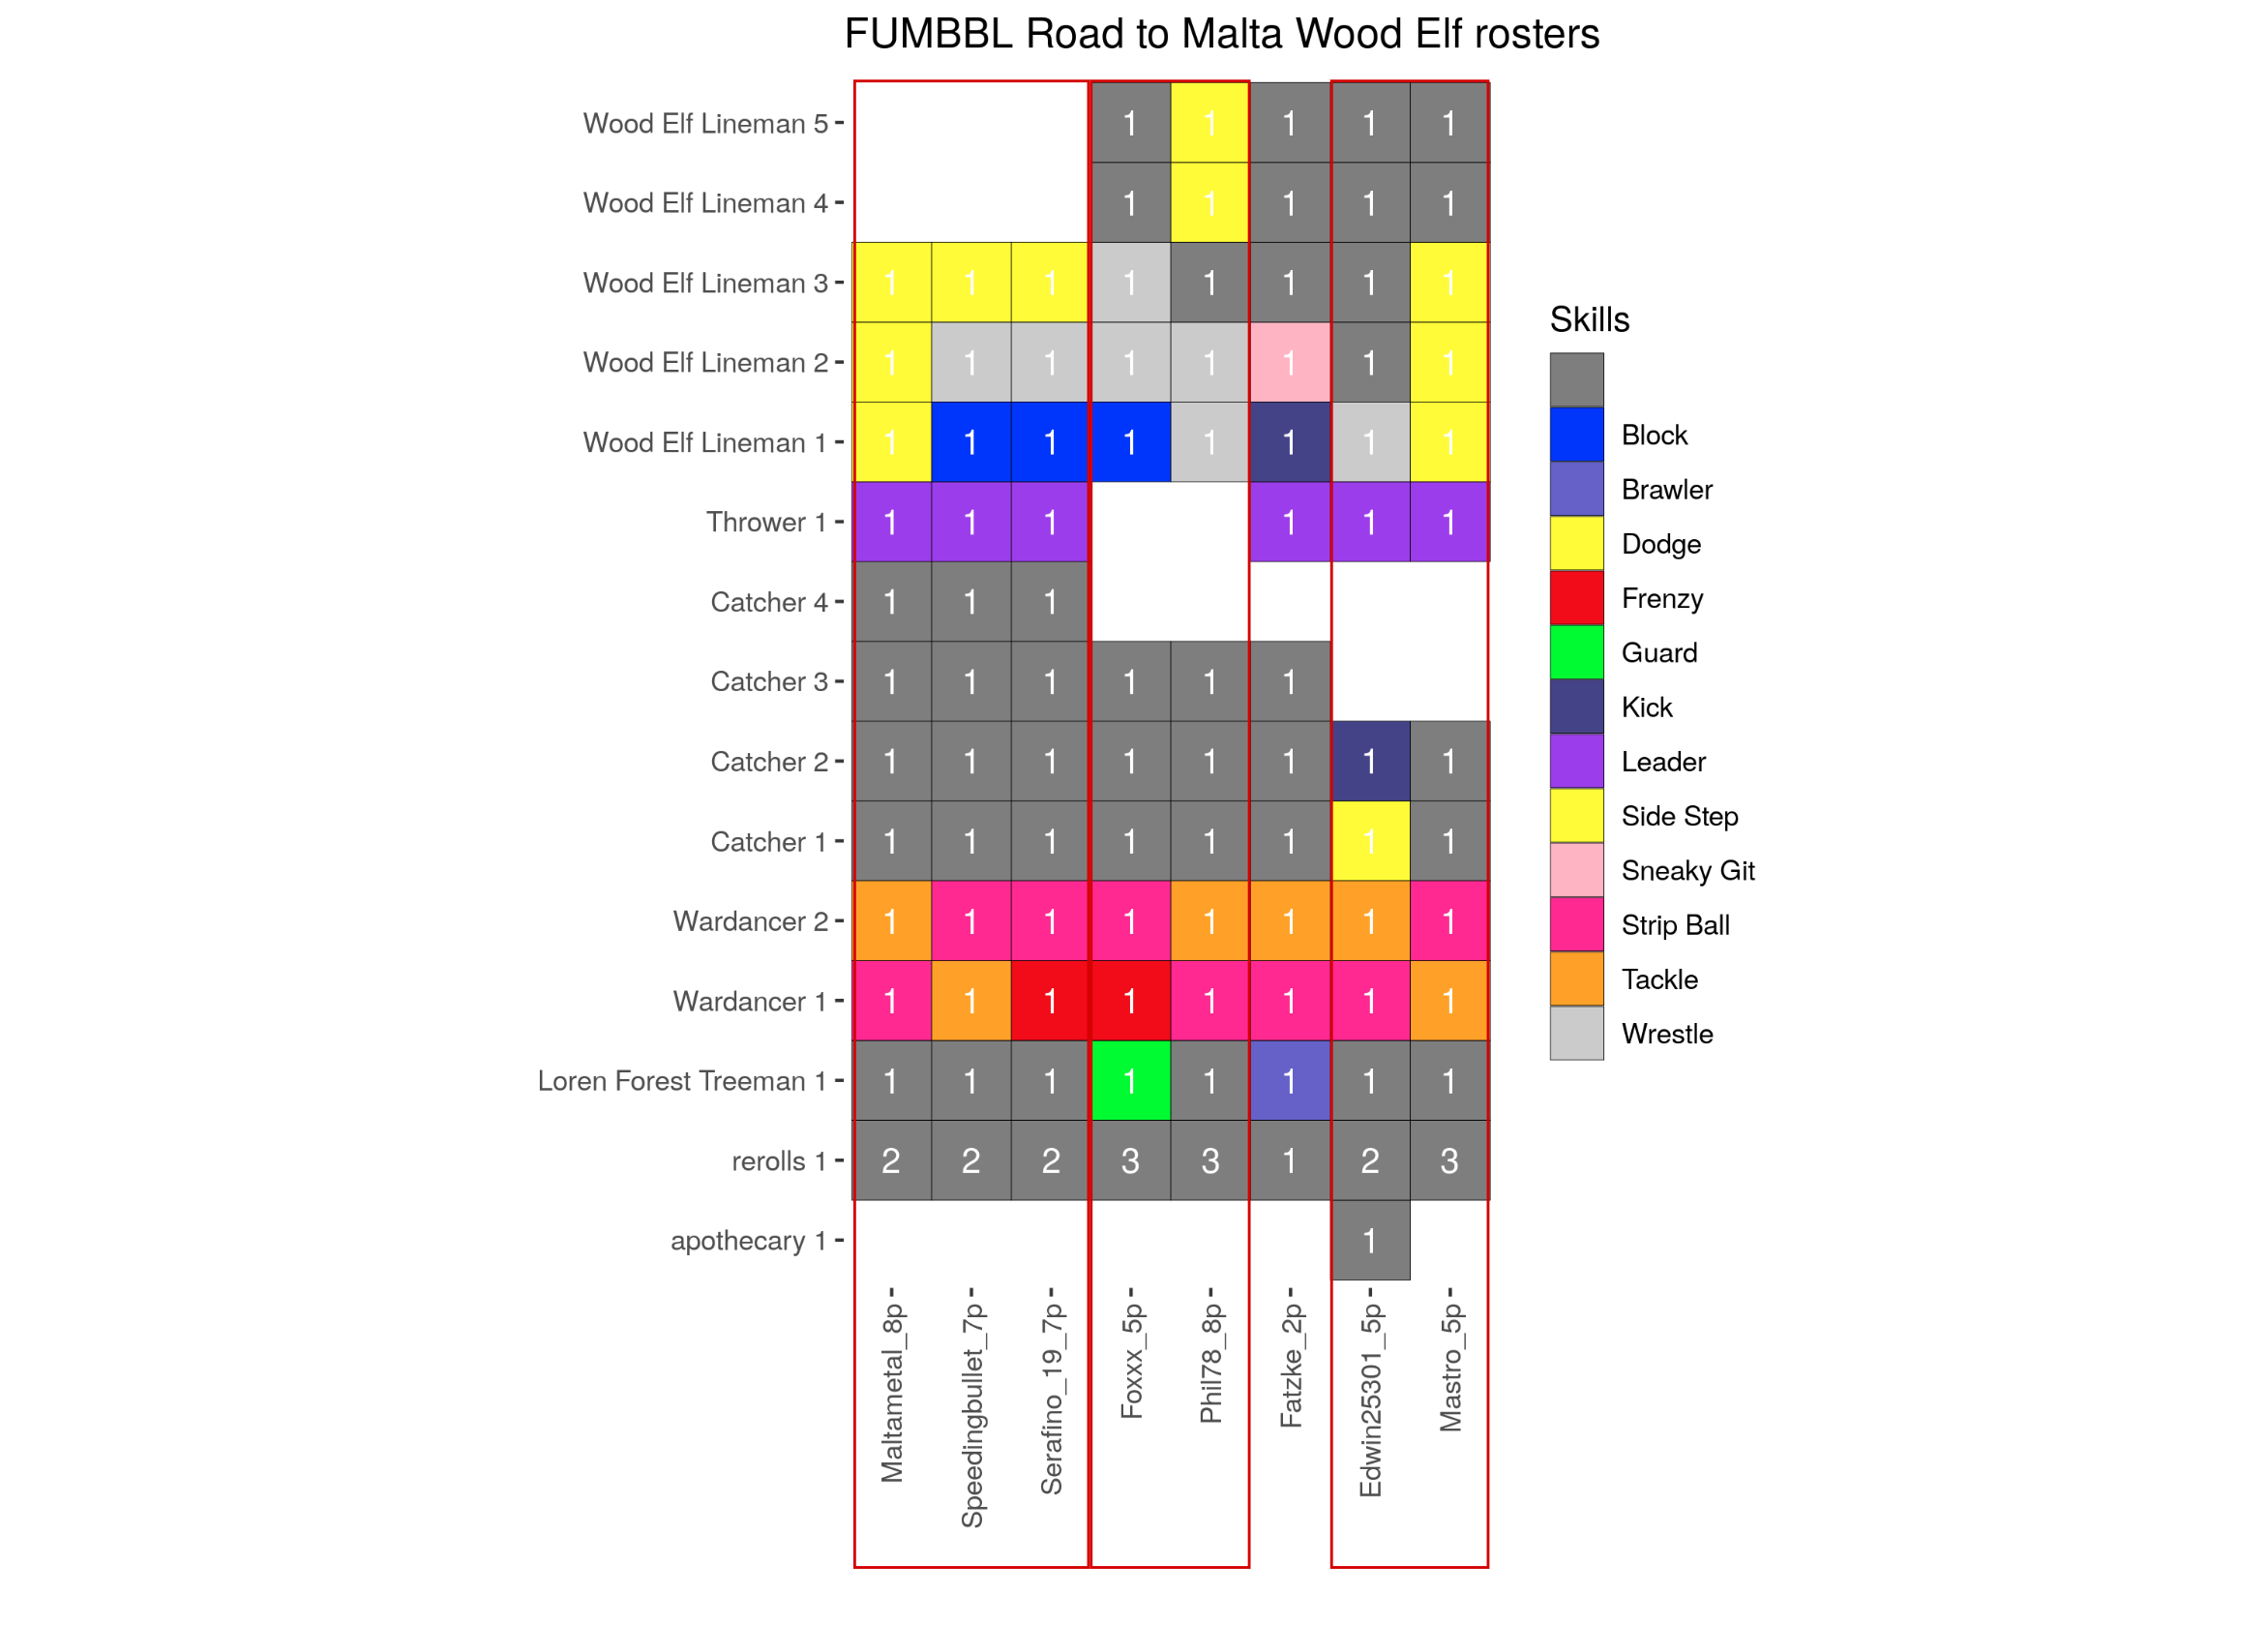 FUMBBL Road to Malta Wood Elf rosters
Wood Elf Lineman 5 1 1 1 1 1
Wood Elf Lineman 4 1 1 1 1 1
Wood Elf Lineman 3 1 1 1 1 1 1 1 1
Wood Elf Lineman 2 1 1 1 1 1 1 1 1
Wood Elf Lineman 1 1 1 1 1 1 1 1 1
Thrower 1 1 1 1 1 1 1
Catcher 4 1 1 1
Catcher 3 1 1 1 1 1 1
Catcher 2 1 1 1 1 1 1 1 1
Catcher 1 1 1 1 1 1 1 1 1
Wardancer 2 1 1 1 1 1 1 1 1
Wardancer 1 1 1 1 1 1 1 1 1
Loren Forest Treeman 1 1 1 1 1 1 1 1 1
rerolls 1 2 2 2 3 3 1 2 3
apothecary 1 1
Maltametal_8p
Speedingbullet_7p
Serafino_19_7p
Foxxx_5p
Phil78_8p
Fatzke_2p
Edwin25301_5p
Mastro_5p
Skills
Block
Brawler
Dodge
Frenzy
Guard
Kick
Leader
Side Step
Sneaky Git
Strip Ball
Tackle
Wrestle